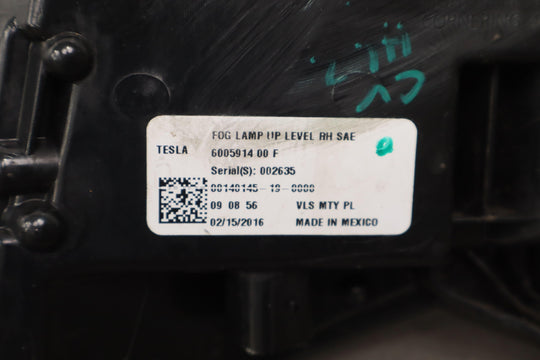 CORNERING
FOG LAMP UP LEVEL RH SAE
TESLA 6005914 00 F
Serial(S): 002635
00140145-19-0000
09 08 56 VLS MTY PL
02/15/2016 MADE IN MEXICO